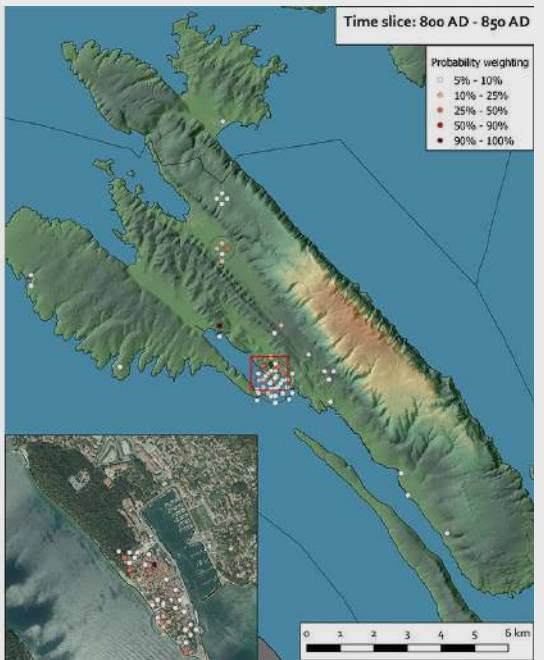 Time slice: 800 AD - 850 AD
Probability weighting
5% - 10%
10% - 25%
25% - 50%
50% - 90%
90% - 100%
0 1 2 3 4 5 6 km